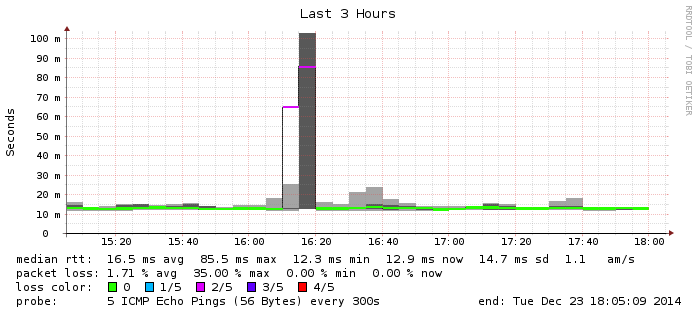 Last 3 Hours
RRDTOOL / TOBI OETIKER
Seconds
100 m
90 m
80 m
70 m
60 m
50 m
40 m
30 m
20 m
10 m
0
15:20 15:40 16:00 16:20 16:40 17:00 17:20 17:40 18:00
median rtt: 16.5 ms avg 85.5 ms max 12.3 ms min 12.9 ms now 14.7 ms sd 1.1 am/s
packet loss: 1.71 % avg 35.00 % max 0.00 % min 0.00 % now
loss color: 0 1/5 2/5 3/5 4/5
probe: 5 ICMP Echo Pings (56 Bytes) every 300s end: Tue Dec 23 18:05:09 2014